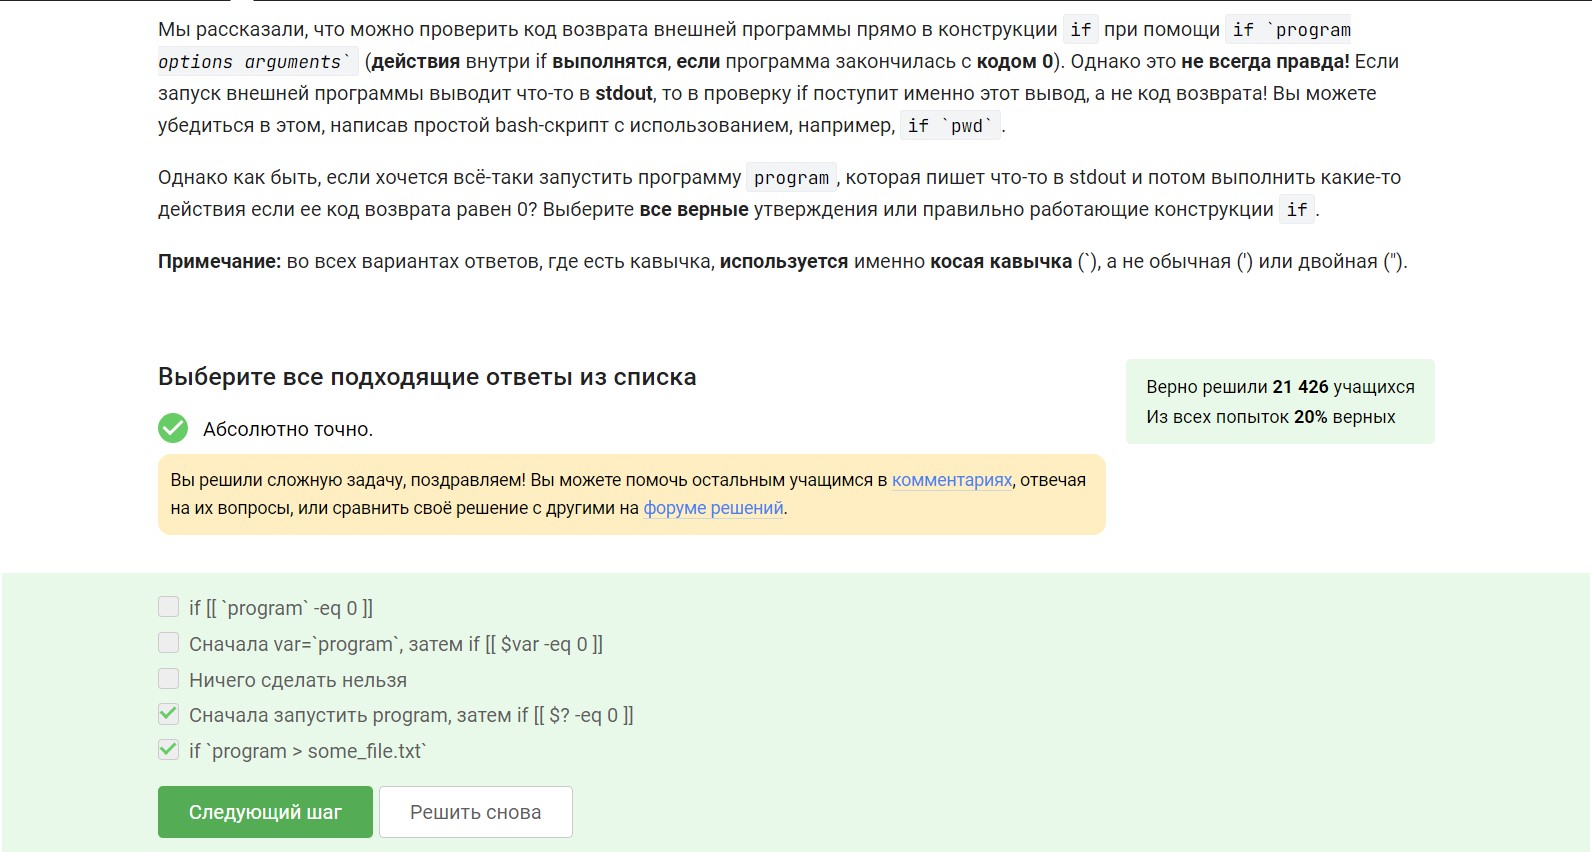 Мы рассказали, что можно проверить код возврата внешней программы прямо в конструкции if при помощи if `program
options arguments` (действия внутри if выполнятся, если программа закончилась с кодом 0). Однако это не всегда правда! Если
запуск внешней программы выводит что-то в stdout, то в проверку if поступит именно этот вывод, а не код возврата! Вы можете
убедиться в этом, написав простой bash-скрипт с использованием, например, if `pwd`.
Однако как быть, если хочется всё-таки запустить программу program, которая пишет что-то в stdout и потом выполнить какие-то
действия если ее код возврата равен 0? Выберите все верные утверждения или правильно работающие конструкции if.
Примечание: во всех вариантах ответов, где есть кавычка, используется именно косая кавычка (`), а не обычная (') или двойная (").
Выберите все подходящие ответы из списка
Верно решили 21 426 учащихся
Из всех попыток 20% верных
Абсолютно точно.
Вы решили сложную задачу, поздравляем! Вы можете помочь остальным учащимся в комментариях, отвечая
на их вопросы, или сравнить своё решение с другими на форуме решений.
if [[ `program` -eq 0 ]]
Сначала var=`program`, затем if [[ $var -eq 0 ]]
Ничего сделать нельзя
Сначала запустить program, затем if [[ $? -eq 0 ]]
if `program > some_file.txt`
Следующий шаг
Решить снова